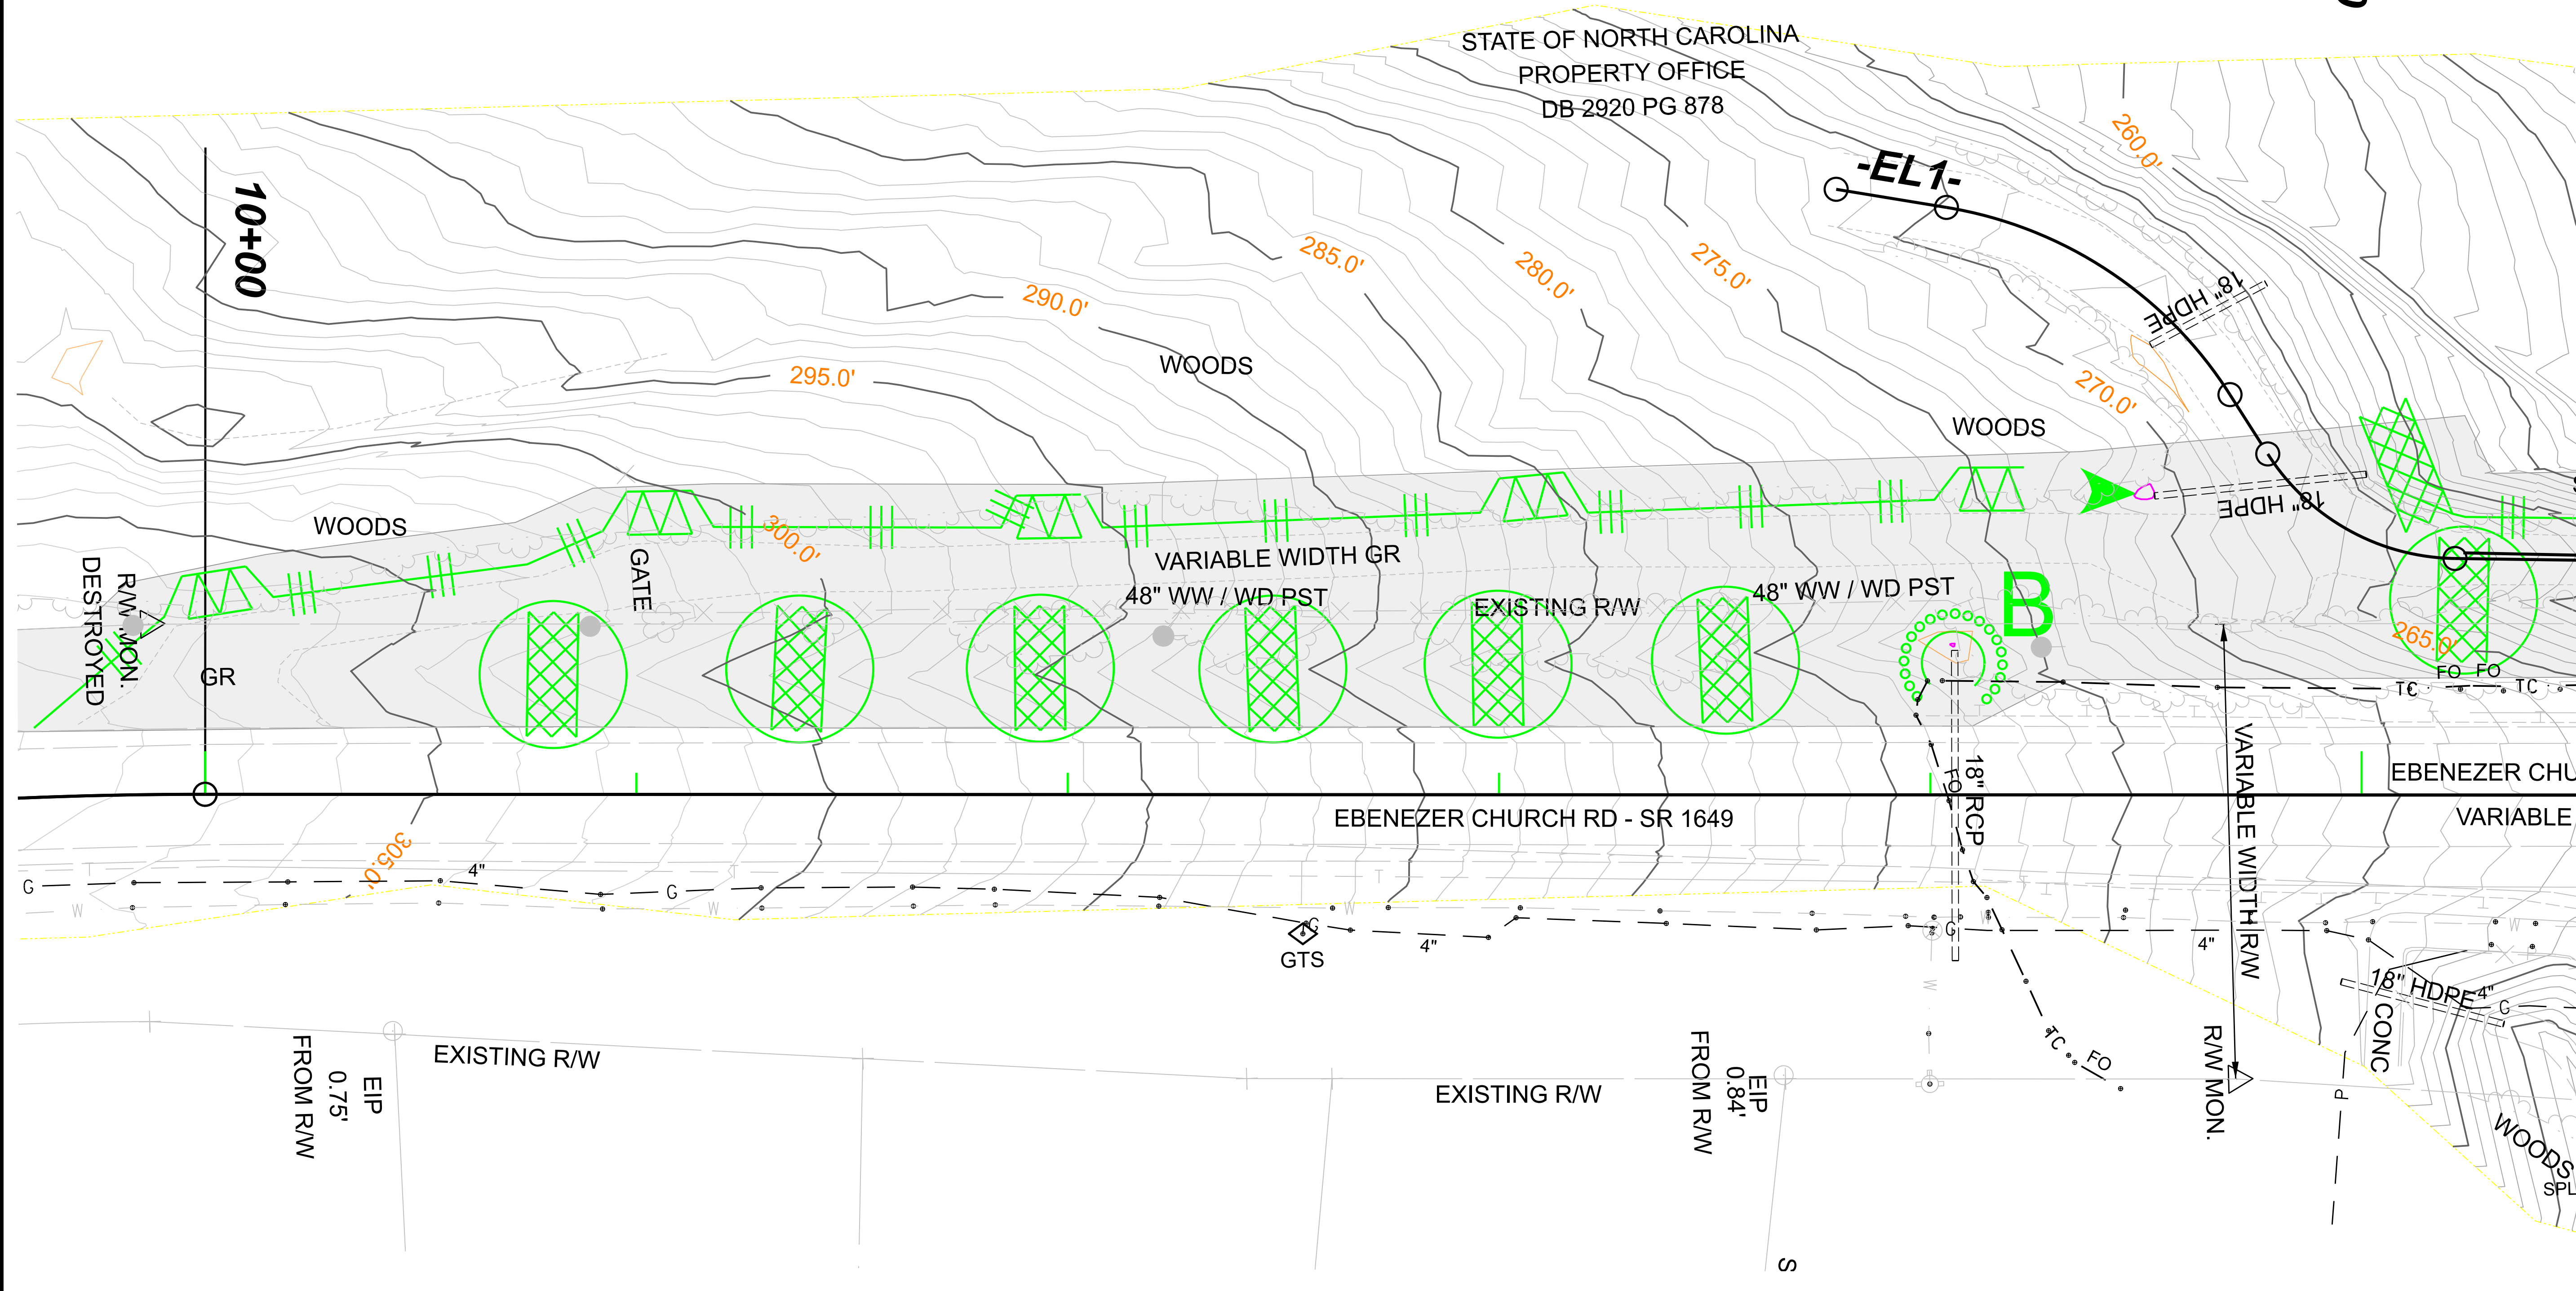 STATE OF NORTH CAROLINA
PROPERTY OFFICE
DB 2920 PG 878
-EL1-
260.0'
10+00
285.0'
280.0'
275.0'
290.0'
18" HDPE
WOODS
295.0'
270.0'
WOODS
WOODS
18" HDPE
300.0'
GATE
VARIABLE WIDTH GR
48" WW / WD PST
EXISTING R/W
48" WW / WD PST
B
R/W MON.
DESTROYED
GR
265.0'
FO
FO
TC
TC
FO
18" RCP
VARIABLE WIDTH R/W
EBENEZER CHU
EBENEZER CHURCH RD - SR 1649
VARIABLE
305.0'
G
4"
G
W
T
W
T
T
W
T
T
W
G
GTS
4"
G
4"
W
W
18" HDPE
4"
G
CONC
TC
FO
P
R/W MON.
EXISTING R/W
EXISTING R/W
EIP
0.75'
FROM R/W
EIP
0.84'
FROM R/W
WOODS
SPL
S